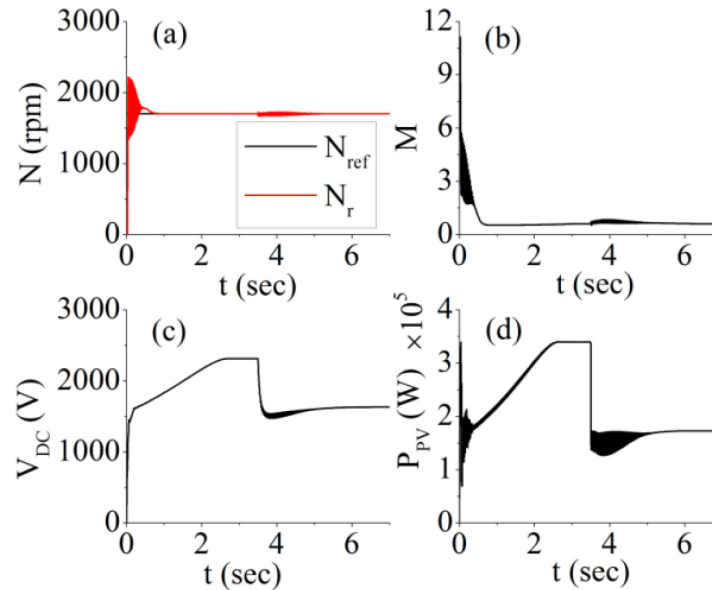 (a)
N (rpm)
3000
2000
1000
0
0 2 4 6
t (sec)
N_ref
N_r
(b)
M
12
9
6
3
0
0 2 4 6
t (sec)
(c)
V_DC (V)
3000
2000
1000
0
0 2 4 6
t (sec)
(d)
P_PV (W) ×10^5
4
3
2
1
0
0 2 4 6
t (sec)